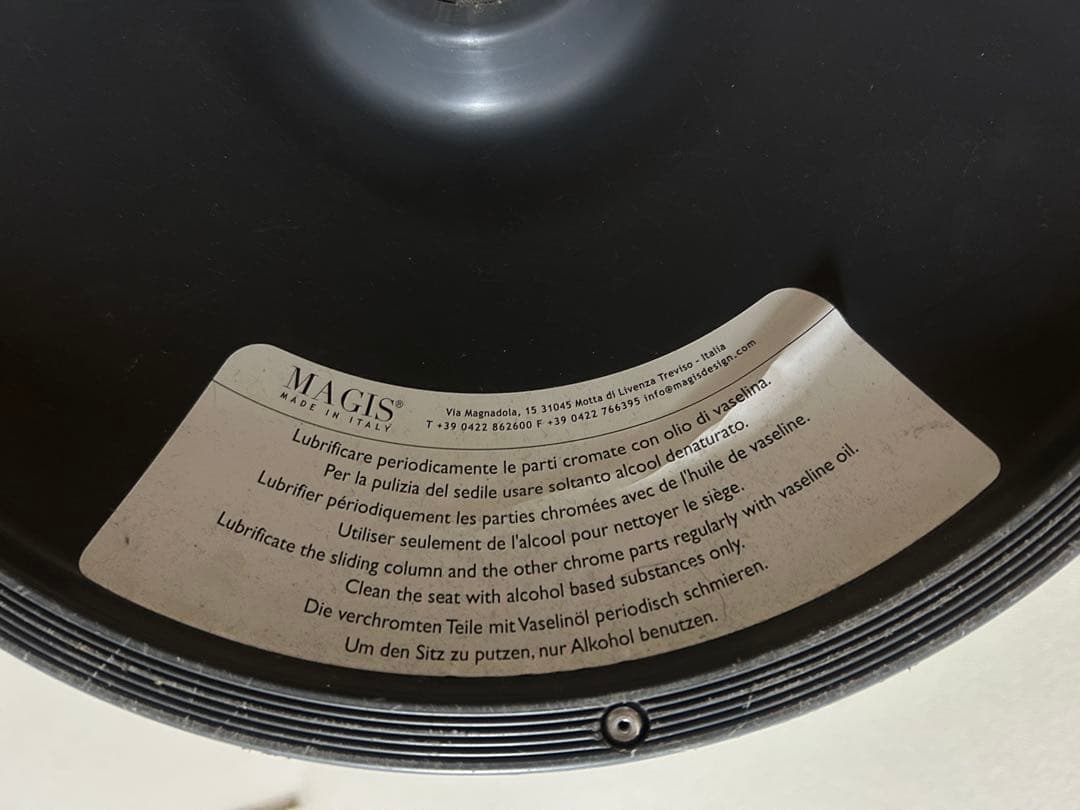 MAGIS®
MADE IN ITALY
Via Magnadola, 15 31045 Motta di Livenza Treviso - Italia
T +39 0422 862600 F +39 0422 766395 info@magisdesign.com
Lubrificare periodicamente le parti cromate con olio di vaselina.
Per la pulizia del sedile usare soltanto alcool denaturato.
Lubrifier périodiquement les parties chromées avec de l'huile de vaseline.
Utiliser seulement de l'alcool pour nettoyer le siège.
Lubrificate the sliding column and the other chrome parts regularly with vaseline oil.
Clean the seat with alcohol based substances only.
Die verchromten Teile mit Vaselinöl periodisch schmieren.
Um den Sitz zu putzen, nur Alkohol benutzen.